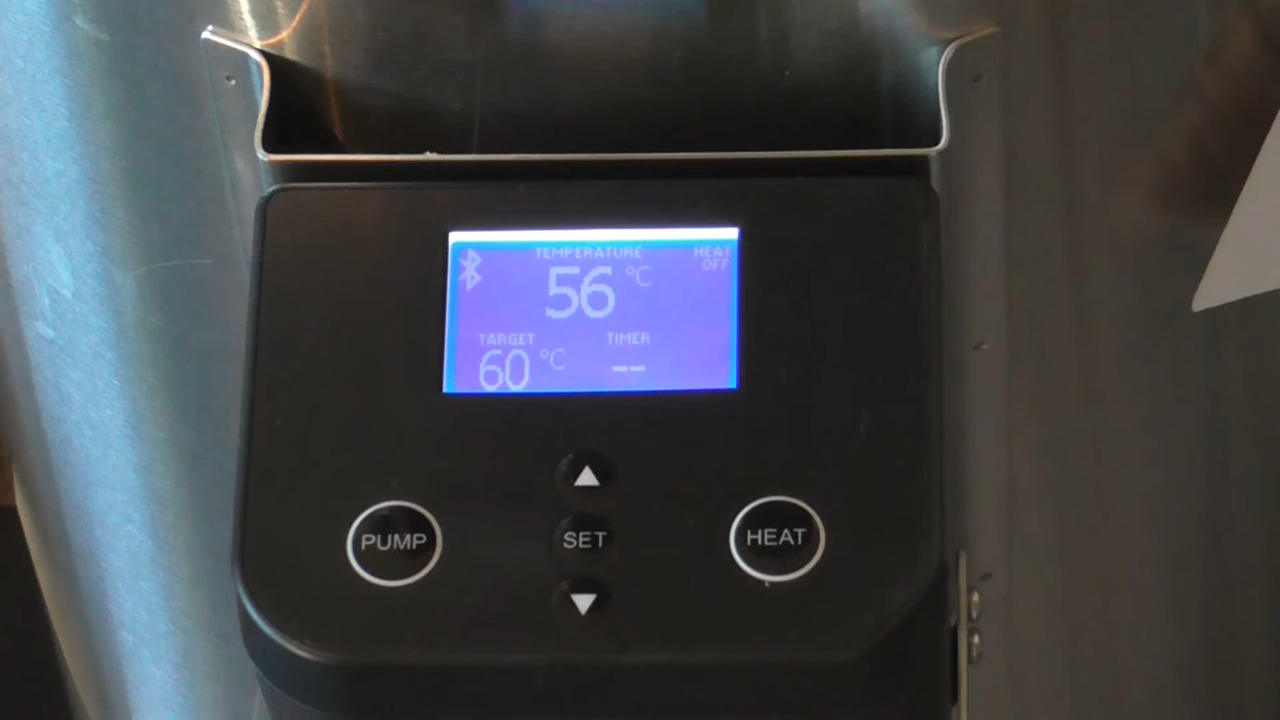 TEMPERATURE
HEAT
OFF
56 °C
TARGET TIMER
60 °C --
PUMP
SET
HEAT